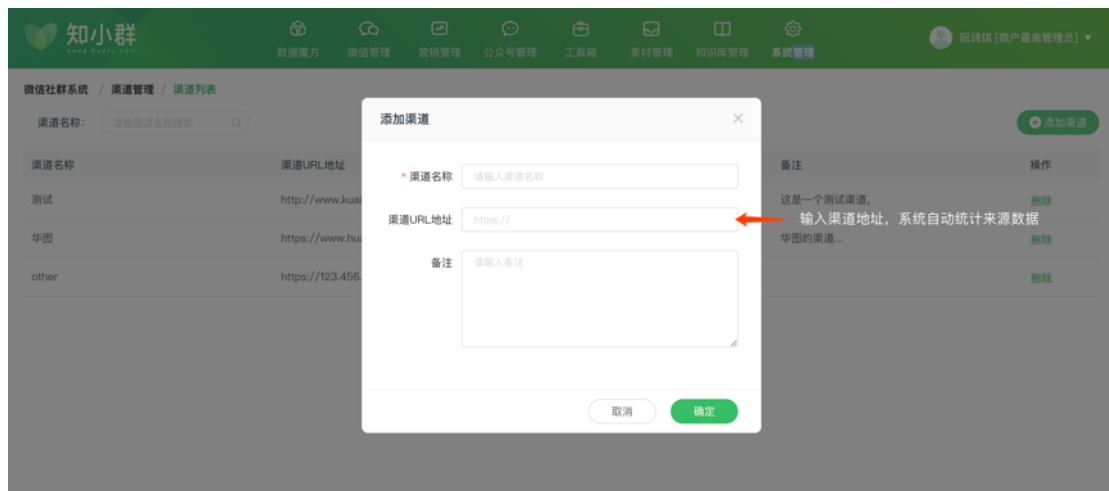 知小群
数据魔方 微信管理 营销管理 公众号管理 工具箱 素材管理 知识库管理 系统管理
阮诗琪 [商户最高管理员]
微信社群系统 / 渠道管理 / 渠道列表
渠道名称: 请输渠道名称搜索
添加渠道
渠道名称 渠道URL地址 备注 操作
测试 http://www.kuai 这是一个测试渠道, 删除
华图 https://www.hu 华图的渠道... 删除
other https://123.456. 删除
添加渠道
* 渠道名称 请输入渠道名称
渠道URL地址 https://
输入渠道地址，系统自动统计来源数据
备注 请输入备注
取消 确定